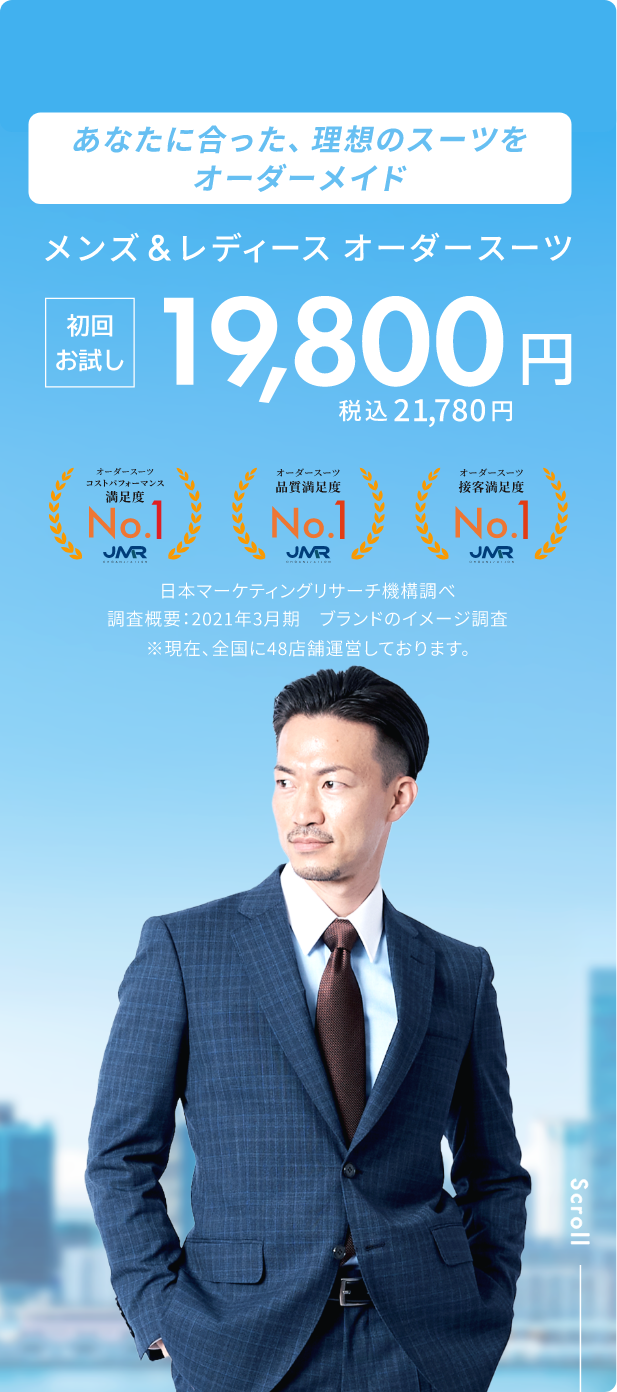 あなたに合った、理想のスーツを
オーダーメイド
メンズ&レディース オーダースーツ
初回
お試し
19,800円
税込21,780円
オーダースーツ
コストパフォーマンス
満足度
No.1
JMR
オーダースーツ
品質満足度
No.1
JMR
オーダースーツ
接客満足度
No.1
JMR
日本マーケティングリサーチ機構調べ
調査概要:2021年3月期 ブランドのイメージ調査
※現在、全国に48店舗運営しております。
Scroll